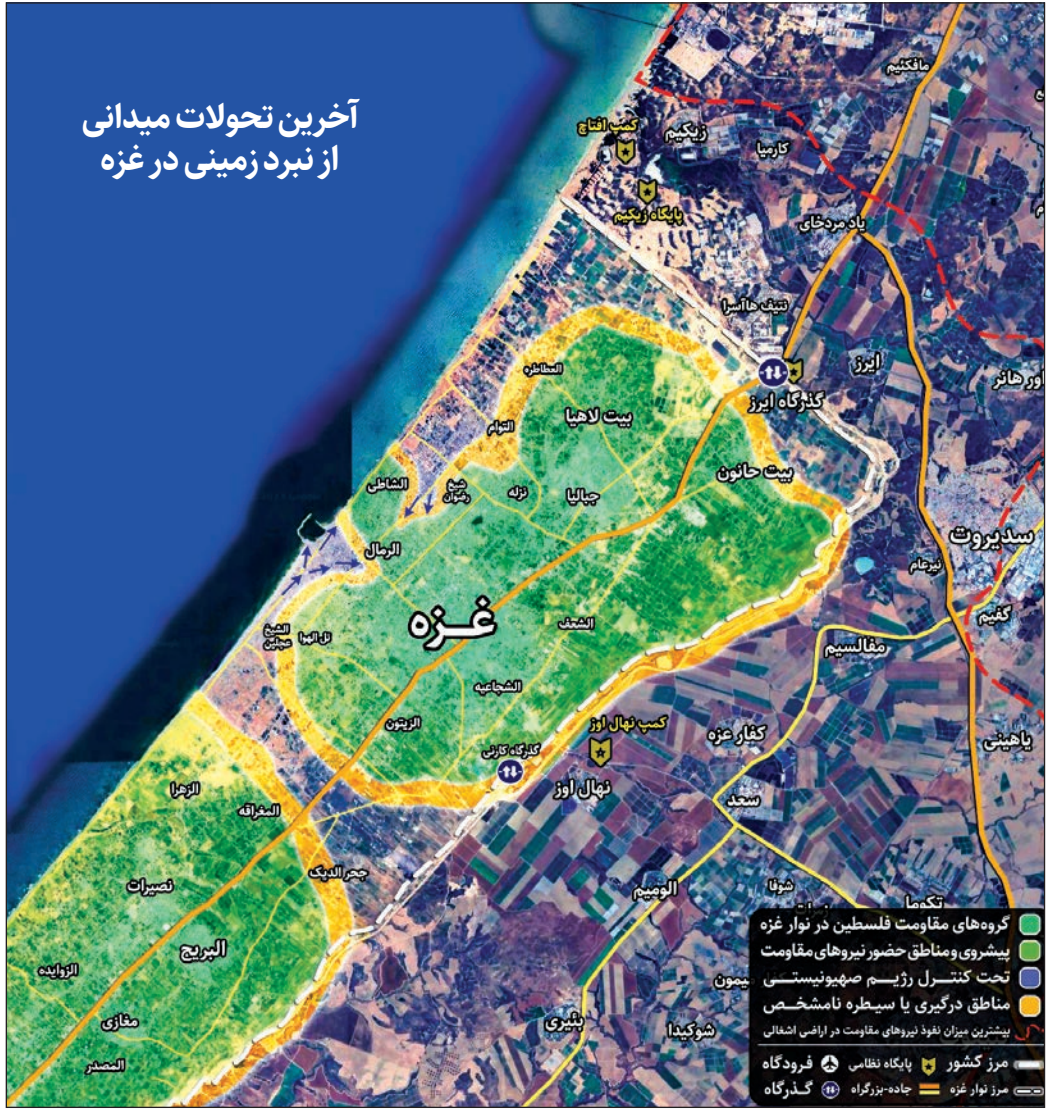 آخرین تحولات میدانی
از نبرد زمینی در غزه
مافکئیم
کمپ افتاح
زیکیم
کارمیا
پایگاه زیکیم
یاد مردخای
نتیف هاآسرا
ایرز
اور هانر
گذرگاه ایرز
العطاطره
بیت لاهیا
التوام
بیت حانون
الشاطی
شیخ
رضوان
نزله
جبالیا
سدیروت
الرمال
نیرعام
گفیم
غزه
الشعف
مفالسیم
الشیخ
عجلین
تل الهوا
الشجاعیه
الزیتون
کمپ نهال اوز
کفار عزه
یاهینی
گذرگاه کارنی
نهال اوز
سعد
الزهرا
المغراقه
جحر الدیک
نصیرات
الومیم
شوفا
تکوما
البریج
الزوایده
یمون
مغازی
بئیری
شوکیدا
المصدر
گروه‌های مقاومت فلسطین در نوار غزه
پیشروی و مناطق حضور نیروهای مقاومت
تحت کنترل رژیم صهیونیستی
مناطق درگیری یا سیطره نامشخص
بیشترین میزان نفوذ نیروهای مقاومت در اراضی اشغالی
مرز کشور پایگاه نظامی فرودگاه
مرز نوار غزه جاده-بزرگراه گذرگاه